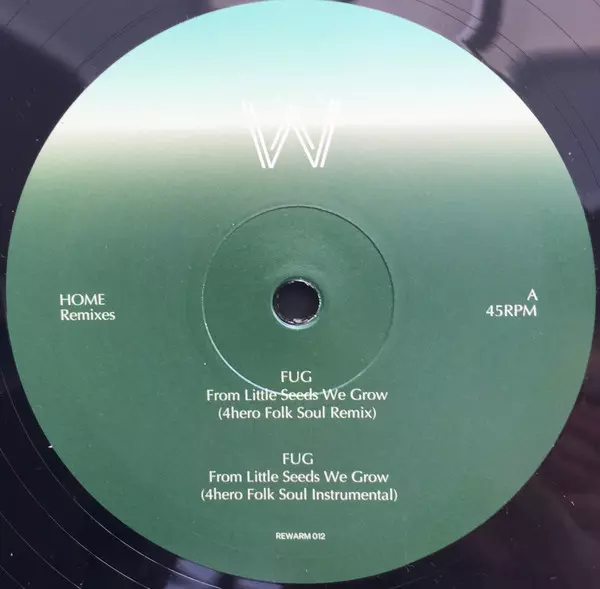 W
HOME
Remixes
A
45RPM
FUG
From Little Seeds We Grow
(4hero Folk Soul Remix)
FUG
From Little Seeds We Grow
(4hero Folk Soul Instrumental)
REWARM 012